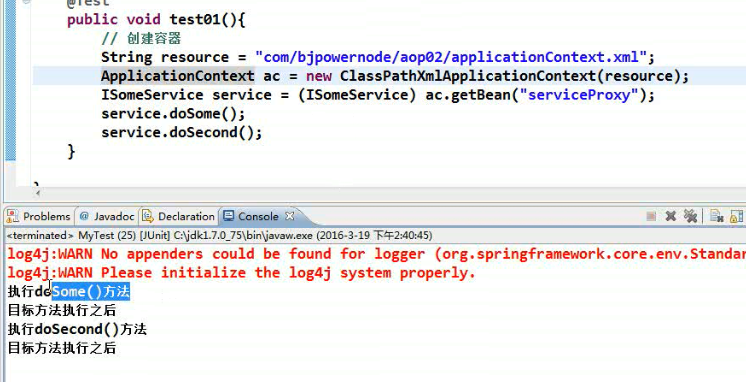 @Test
public void test01(){
// 创建容器
String resource = "com/bjpowernode/aop02/applicationContext.xml";
ApplicationContext ac = new ClassPathXmlApplicationContext(resource);
ISomeService service = (ISomeService) ac.getBean("serviceProxy");
service.doSome();
service.doSecond();
}
Problems @ Javadoc Declaration Console
<terminated> MyTest (25) [JUnit] C:\jdk1.7.0_75\bin\javaw.exe (2016-3-19 下午2:40:45)
log4j:WARN No appenders could be found for logger (org.springframework.core.env.Standar
log4j:WARN Please initialize the log4j system properly.
执行doSome()方法
目标方法执行之后
执行doSecond()方法
目标方法执行之后